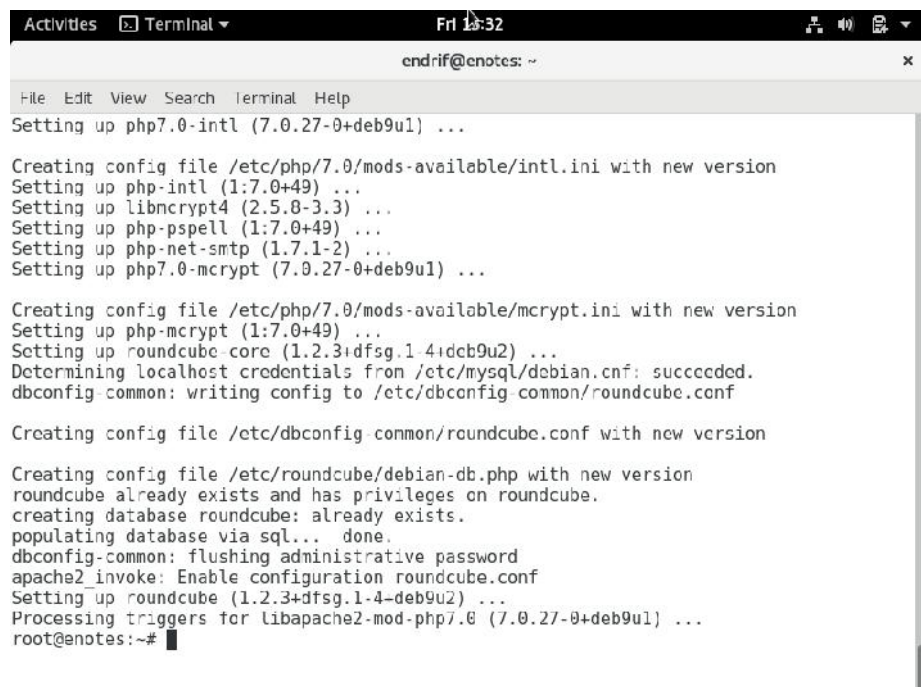 Activities Terminal
Fri 15:32
endrif@enotes: ~
File Edit View Search Terminal Help
Setting up php7.0-intl (7.0.27-0+deb9u1) ...
Creating config file /etc/php/7.0/mods-available/intl.ini with new version
Setting up php-intl (1:7.0+49) ...
Setting up libmcrypt4 (2.5.8-3.3) ...
Setting up php-pspell (1:7.0+49) ...
Setting up php-net-smtp (1.7.1-2) ...
Setting up php7.0-mcrypt (7.0.27-0+deb9u1) ...
Creating config file /etc/php/7.0/mods-available/mcrypt.ini with new version
Setting up php-mcrypt (1:7.0+49) ...
Setting up roundcube-core (1.2.3+dfsg.1-4+deb9u2) ...
Determining localhost credentials from /etc/mysql/debian.cnf: succeeded.
dbconfig-common: writing config to /etc/dbconfig-common/roundcube.conf
Creating config file /etc/dbconfig-common/roundcube.conf with new version
Creating config file /etc/roundcube/debian-db.php with new version
roundcube already exists and has privileges on roundcube.
creating database roundcube: already exists.
populating database via sql... done.
dbconfig-common: flushing administrative password
apache2_invoke: Enable configuration roundcube.conf
Setting up roundcube (1.2.3+dfsg.1-4+deb9u2) ...
Processing triggers for libapache2-mod-php7.0 (7.0.27-0+deb9u1) ...
root@enotes:~#